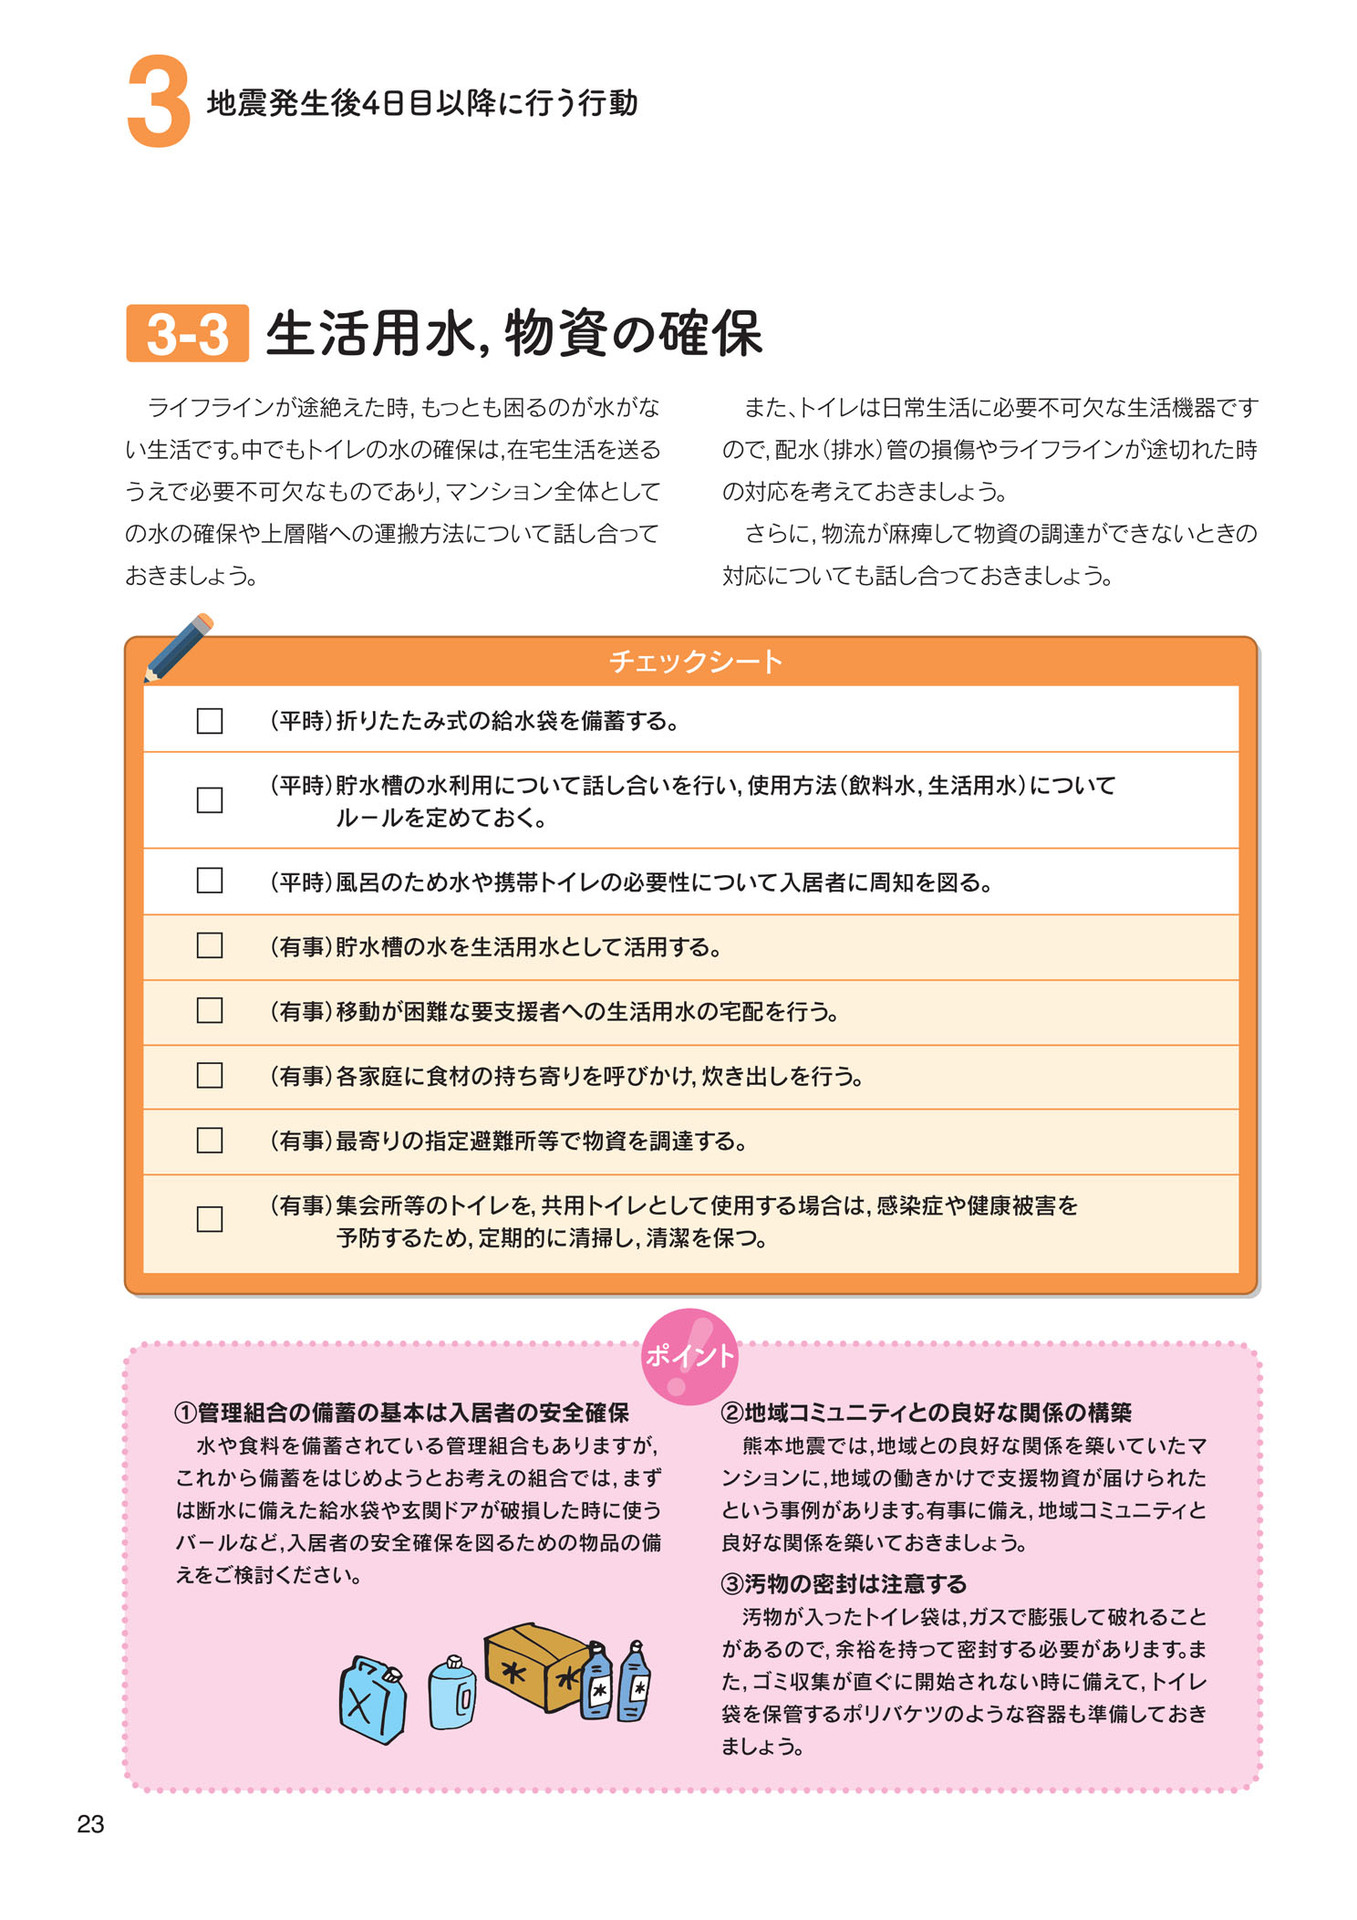 3 地震発生後4日目以降に行う行動
3-3 生活用水，物資の確保
ライフラインが途絶えた時，もっとも困るのが水がな
い生活です。中でもトイレの水の確保は，在宅生活を送る
うえで必要不可欠なものであり，マンション全体として
の水の確保や上層階への運搬方法について話し合って
おきましょう。
また、トイレは日常生活に必要不可欠な生活機器です
ので，配水（排水）管の損傷やライフラインが途切れた時
の対応を考えておきましょう。
さらに，物流が麻痺して物資の調達ができないときの
対応についても話し合っておきましょう。
チェックシート
□ （平時）折りたたみ式の給水袋を備蓄する。
□ （平時）貯水槽の水利用について話し合いを行い，使用方法（飲料水，生活用水）について
ルールを定めておく。
□ （平時）風呂のため水や携帯トイレの必要性について入居者に周知を図る。
□ （有事）貯水槽の水を生活用水として活用する。
□ （有事）移動が困難な要支援者への生活用水の宅配を行う。
□ （有事）各家庭に食材の持ち寄りを呼びかけ，炊き出しを行う。
□ （有事）最寄りの指定避難所等で物資を調達する。
□ （有事）集会所等のトイレを，共用トイレとして使用する場合は，感染症や健康被害を
予防するため，定期的に清掃し，清潔を保つ。
ポイント
①管理組合の備蓄の基本は入居者の安全確保
水や食料を備蓄されている管理組合もありますが，
これから備蓄をはじめようとお考えの組合では，まず
は断水に備えた給水袋や玄関ドアが破損した時に使う
バールなど，入居者の安全確保を図るための物品の備
えをご検討ください。
水
水
水
水
②地域コミュニティとの良好な関係の構築
熊本地震では，地域との良好な関係を築いていたマ
ンションに，地域の働きかけで支援物資が届けられた
という事例があります。有事に備え，地域コミュニティと
良好な関係を築いておきましょう。
③汚物の密封は注意する
汚物が入ったトイレ袋は，ガスで膨張して破れること
があるので，余裕を持って密封する必要があります。ま
た，ゴミ収集が直ぐに開始されない時に備えて，トイレ
袋を保管するポリバケツのような容器も準備しておき
ましょう。
23